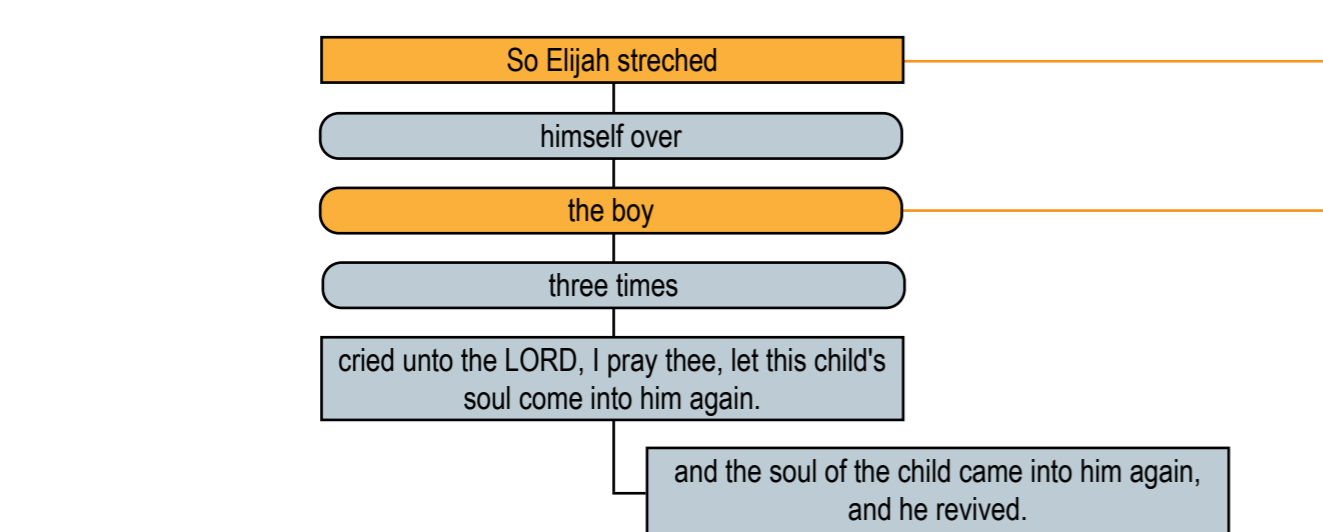 So Elijah streched
himself over
the boy
three times
cried unto the LORD, I pray thee, let this child's
soul come into him again.
and the soul of the child came into him again,
and he revived.